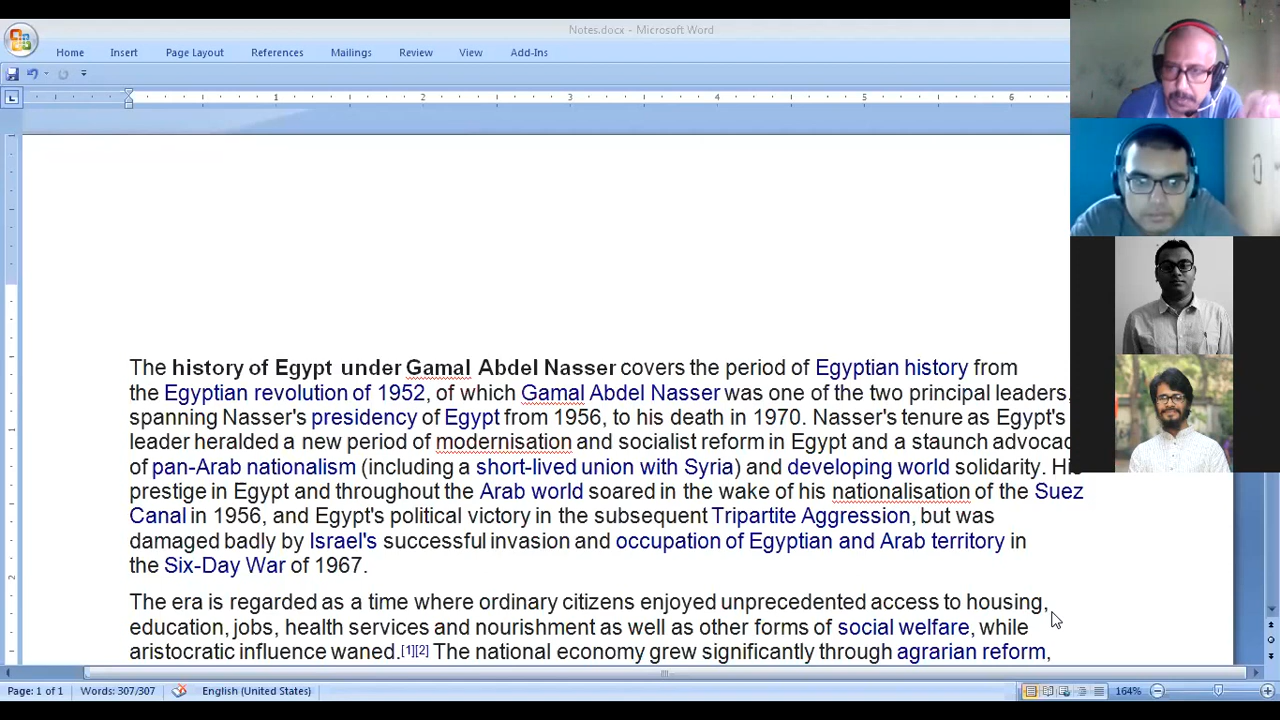 Notes.docx - Microsoft Word
Home Insert Page Layout References Mailings Review View Add-Ins
1 2 3 4 5 6
The history of Egypt under Gamal Abdel Nasser covers the period of Egyptian history from
the Egyptian revolution of 1952, of which Gamal Abdel Nasser was one of the two principal leaders,
spanning Nasser's presidency of Egypt from 1956, to his death in 1970. Nasser's tenure as Egypt's
leader heralded a new period of modernisation and socialist reform in Egypt and a staunch advocac
of pan-Arab nationalism (including a short-lived union with Syria) and developing world solidarity. His
prestige in Egypt and throughout the Arab world soared in the wake of his nationalisation of the Suez
Canal in 1956, and Egypt's political victory in the subsequent Tripartite Aggression, but was
damaged badly by Israel's successful invasion and occupation of Egyptian and Arab territory in
the Six-Day War of 1967.
The era is regarded as a time where ordinary citizens enjoyed unprecedented access to housing,
education, jobs, health services and nourishment as well as other forms of social welfare, while
aristocratic influence waned.[1][2] The national economy grew significantly through agrarian reform,
Page: 1 of 1 Words: 307/307 English (United States) 164%